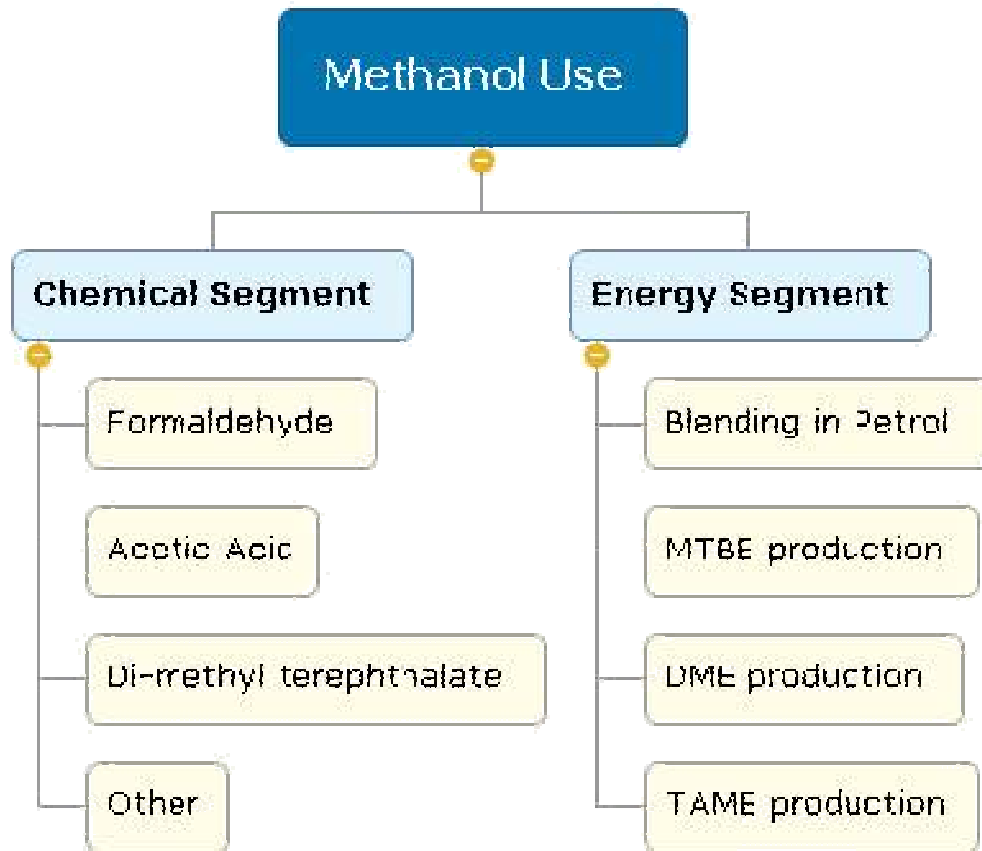 Methanol Use
Chemical Segment
Formaldehyde
Acetic Acid
Di-methyl terephthalate
Other
Energy Segment
Blending in Petrol
MTBE production
DME production
TAME production